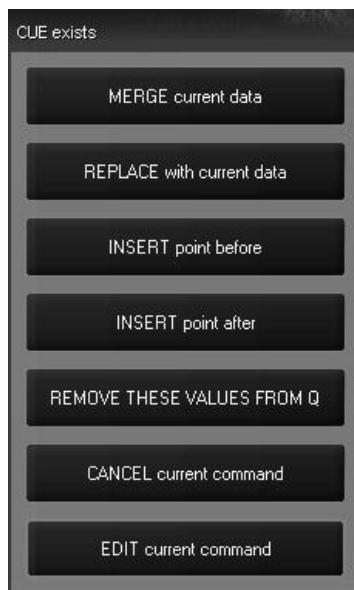 CUE exists
MERGE current data
REPLACE with current data
INSERT point before
INSERT point after
REMOVE THESE VALUES FROM Q
CANCEL current command
EDIT current command